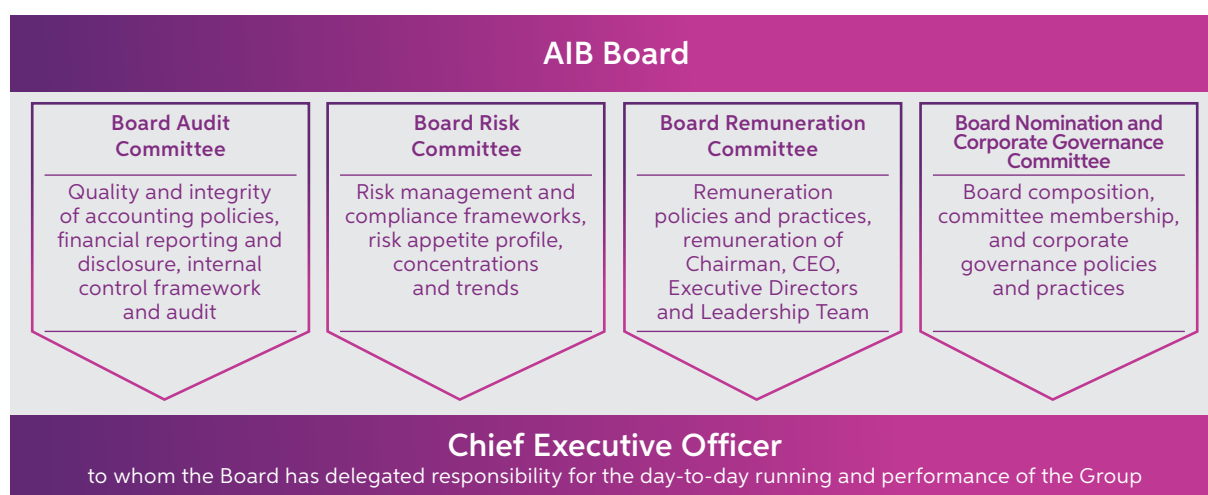 AIB Board
Board Audit
Committee
Quality and integrity
of accounting policies,
financial reporting and
disclosure, internal
control framework
and audit
Board Risk
Committee
Risk management and
compliance frameworks,
risk appetite profile,
concentrations
and trends
Board Remuneration
Committee
Remuneration
policies and practices,
remuneration of
Chairman, CEO,
Executive Directors
and Leadership Team
Board Nomination and
Corporate Governance
Committee
Board composition,
committee membership,
and corporate
governance policies
and practices
Chief Executive Officer
to whom the Board has delegated responsibility for the day-to-day running and performance of the Group